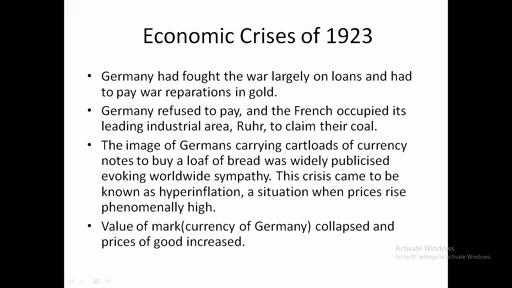 Economic Crises of 1923
• Germany had fought the war largely on loans and had
to pay war reparations in gold.
• Germany refused to pay, and the French occupied its
leading industrial area, Ruhr, to claim their coal.
• The image of Germans carrying cartloads of currency
notes to buy a loaf of bread was widely publicised
evoking worldwide sympathy. This crisis came to be
known as hyperinflation, a situation when prices rise
phenomenally high.
• Value of mark(currency of Germany) collapsed and
prices of good increased.
Activate Windows
Go to PC settings to activate Windows.